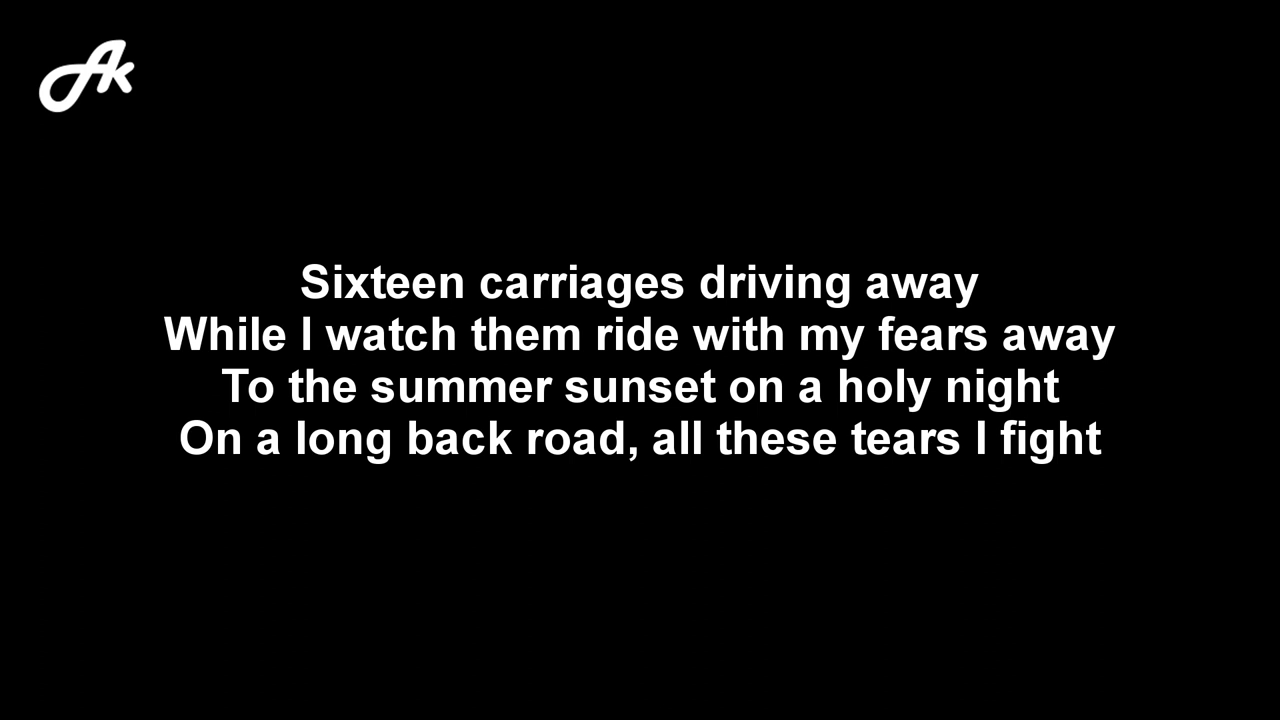 Ak
Sixteen carriages driving away
While I watch them ride with my fears away
To the summer sunset on a holy night
On a long back road, all these tears I fight